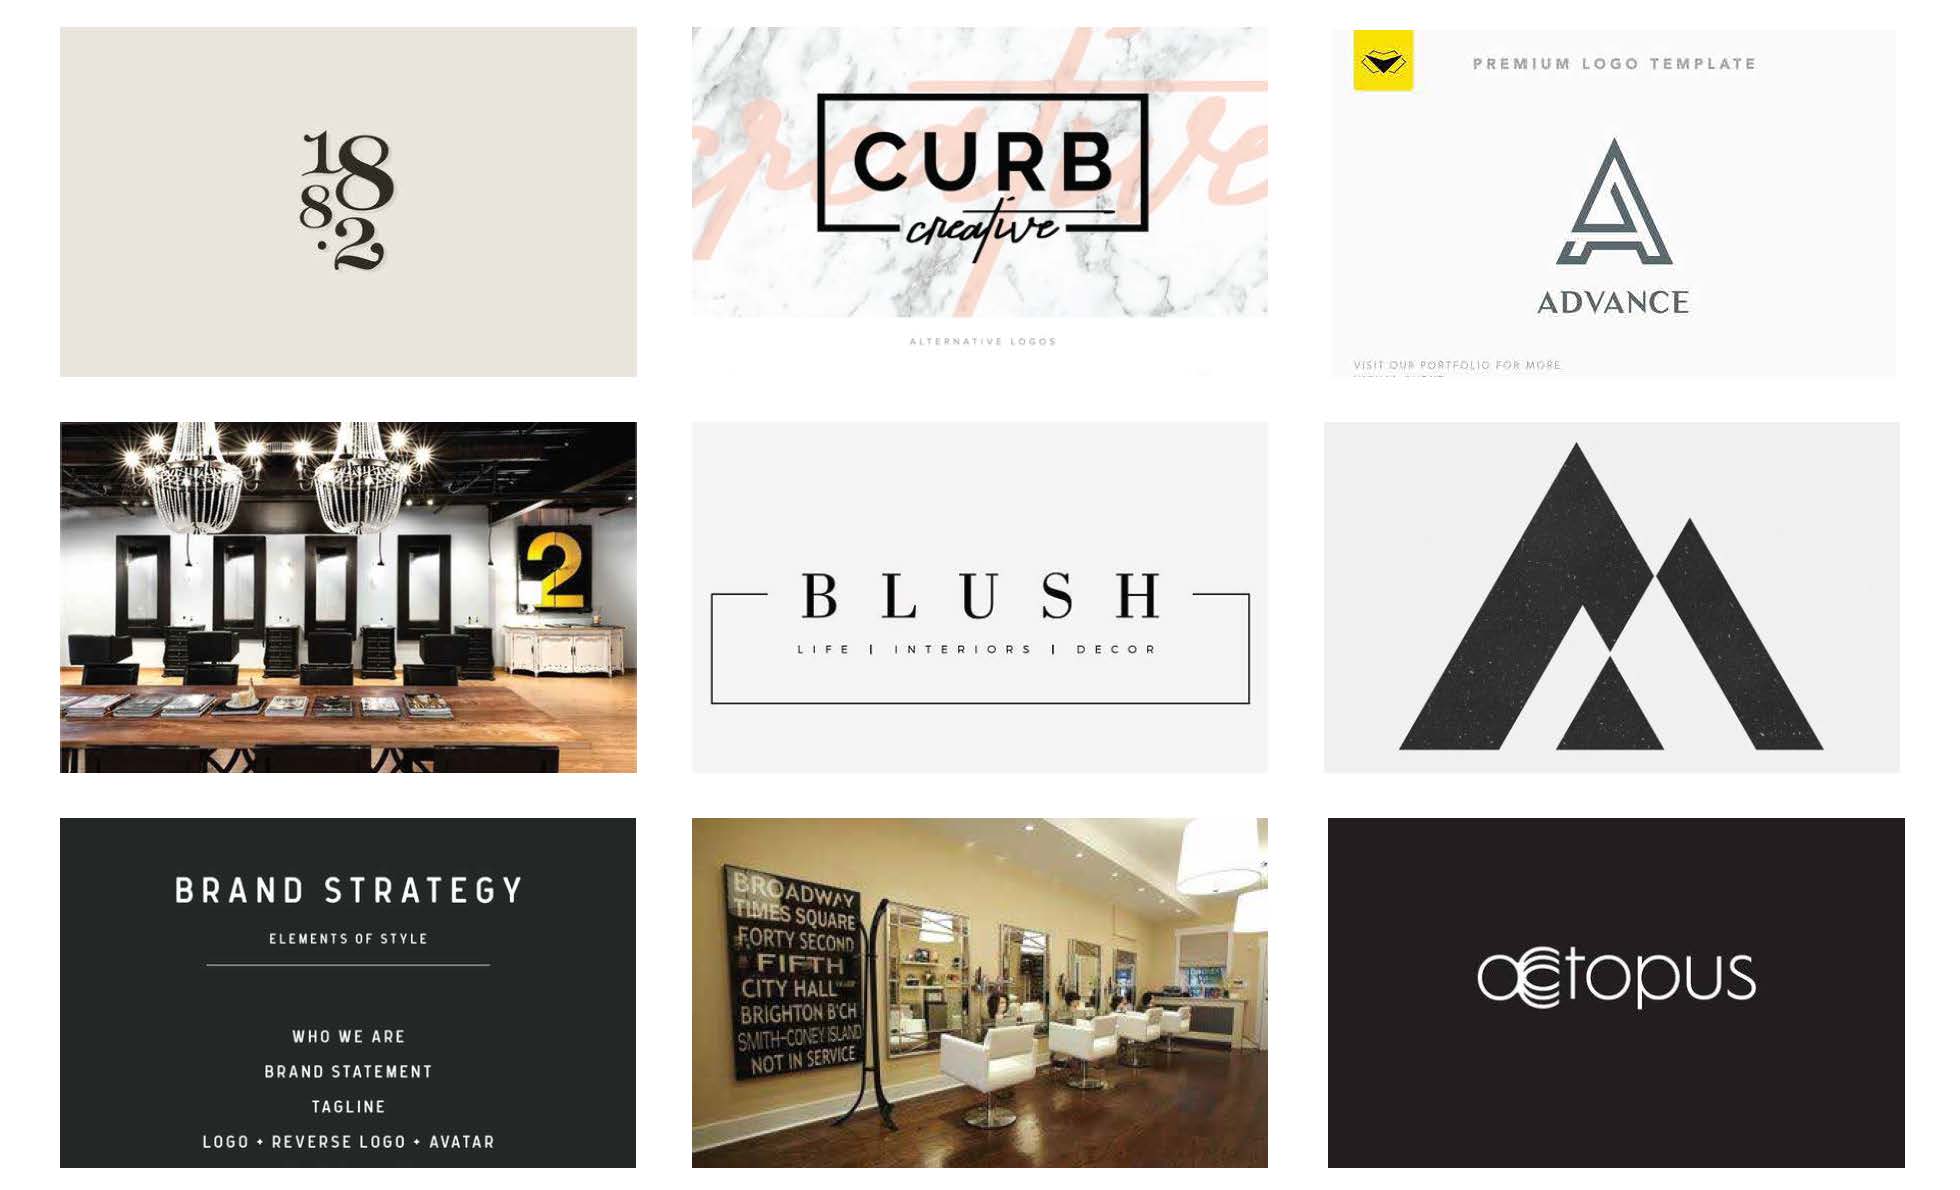 18
8
.2
creative
CURB
creative
ALTERNATIVE LOGOS
PREMIUM LOGO TEMPLATE
ADVANCE
VISIT OUR PORTFOLIO FOR MORE
2
BLUSH
LIFE | INTERIORS | DECOR
BRAND STRATEGY
ELEMENTS OF STYLE
WHO WE ARE
BRAND STATEMENT
TAGLINE
LOGO + REVERSE LOGO + AVATAR
BROADWAY
TIMES SQUARE
FORTY SECOND
FIFTH
CITY HALL
BRIGHTON B'CH
SMITH-CONEY ISLAND
NOT IN SERVICE
octopus